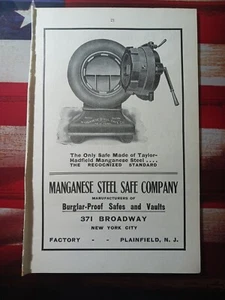 The Only Safe Made of Taylor-
Hadfield Manganese Steel ....
THE RECOGNIZED STANDARD
MANGANESE STEEL SAFE COMPANY
MANUFACTURERS OF
Burglar-Proof Safes and Vaults
371 BROADWAY
NEW YORK CITY
FACTORY - - PLAINFIELD, N. J.